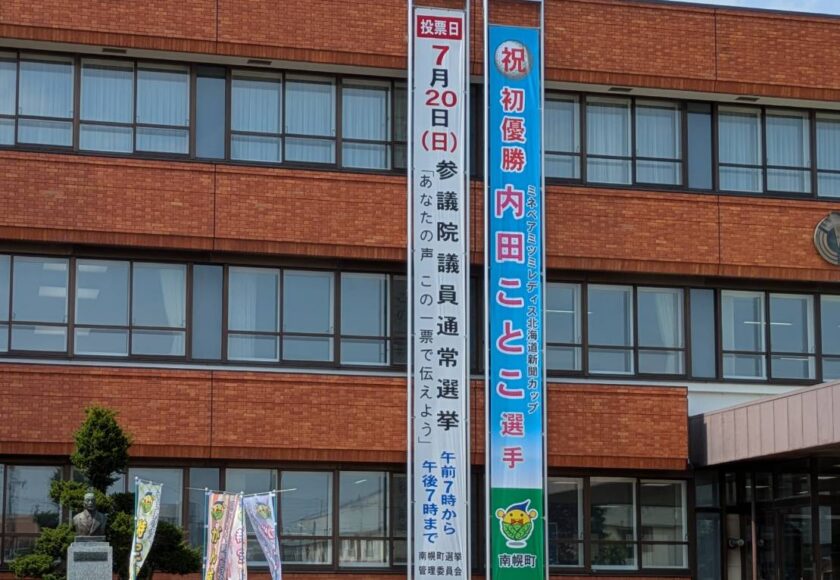 投票日
7月20日(日)
参議院議員通常選挙
「あなたの声 この一票で伝えよう」
午前7時から
午後7時まで
南幌町選挙
管理委員会
祝
初優勝
ミネベアミツミレディス北海道新聞カップ
内田ことこ選手
南幌町